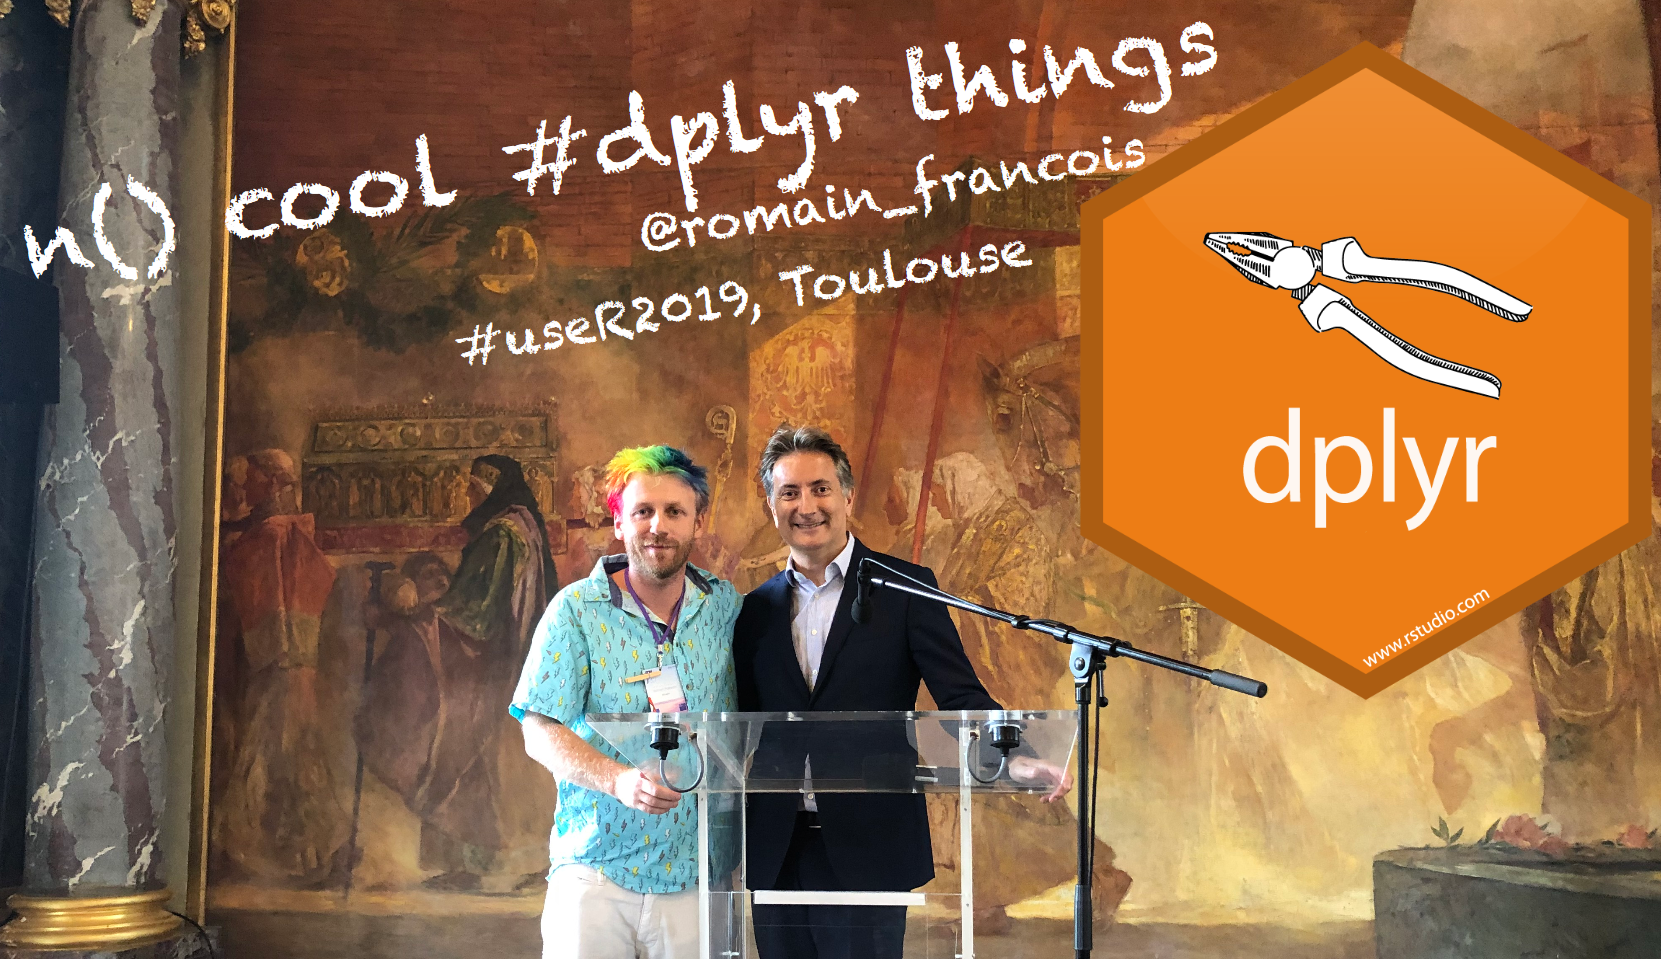 n() cool #dplyr things
@romain_francois
#useR2019, Toulouse
dplyr
www.rstudio.com